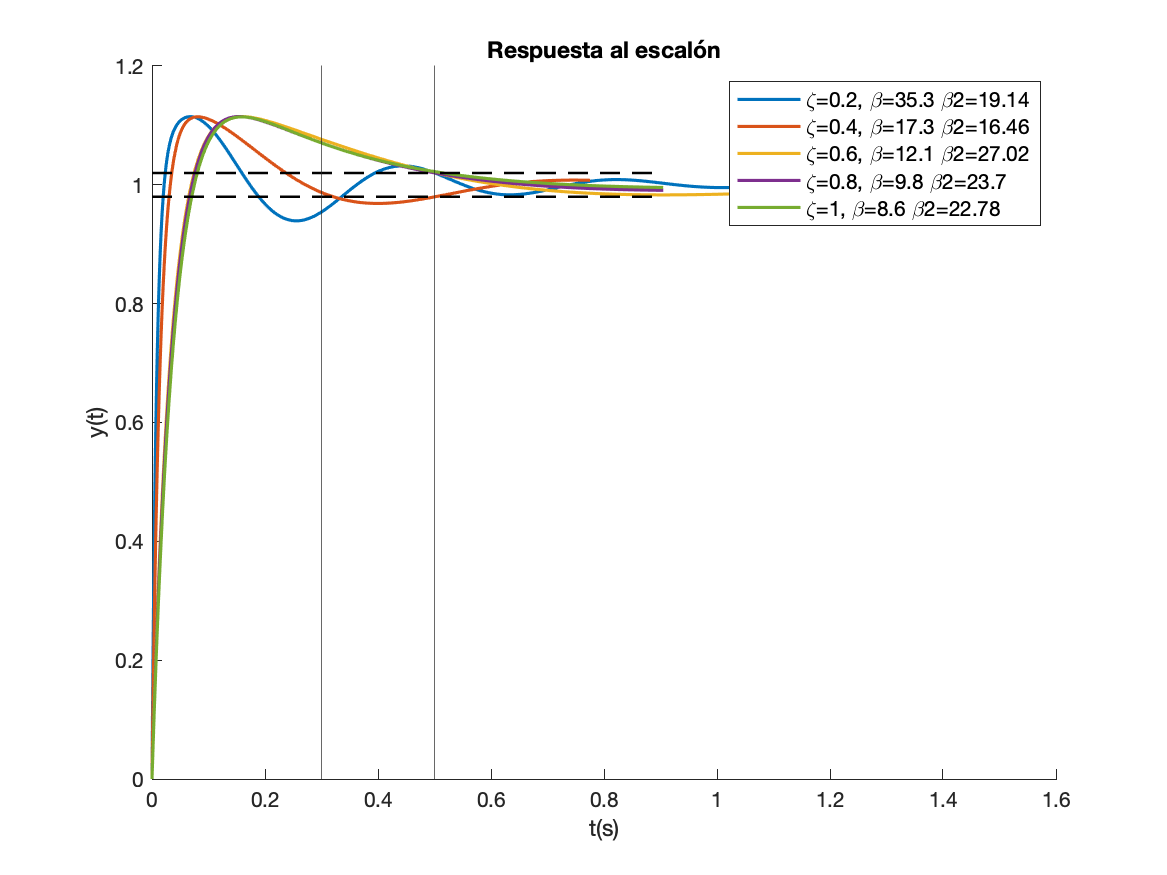 Respuesta al escalón
ζ=0.2, β=35.3 β2=19.14
ζ=0.4, β=17.3 β2=16.46
ζ=0.6, β=12.1 β2=27.02
ζ=0.8, β=9.8 β2=23.7
ζ=1, β=8.6 β2=22.78
1.2
1
0.8
0.6
0.4
0.2
0
y(t)
0 0.2 0.4 0.6 0.8 1 1.2 1.4 1.6
t(s)